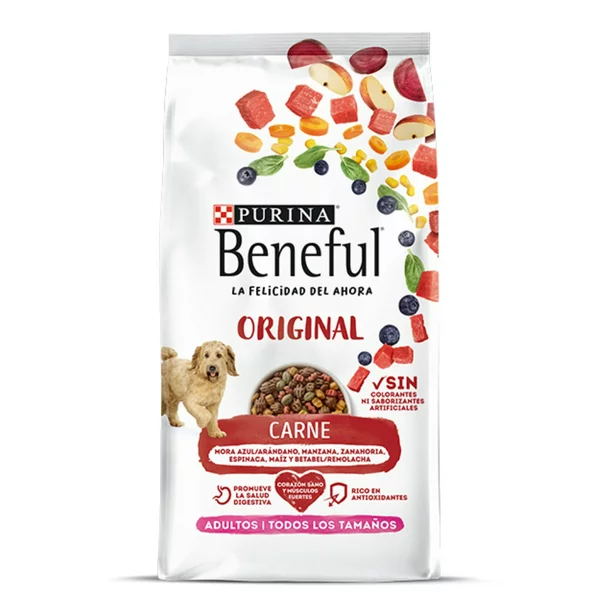 PURINA®
Beneful®
LA FELICIDAD DEL AHORA
ORIGINAL
✓SIN
COLORANTES
NI SABORIZANTES
ARTIFICIALES
CARNE
MORA AZUL/ARÁNDANO, MANZANA, ZANAHORIA,
ESPINACA, MAÍZ Y BETABEL/REMOLACHA
PROMUEVE
LA SALUD
DIGESTIVA
CORAZÓN SANO
Y MÚSCULOS
FUERTES
RICO EN
ANTIOXIDANTES
ADULTOS | TODOS LOS TAMAÑOS